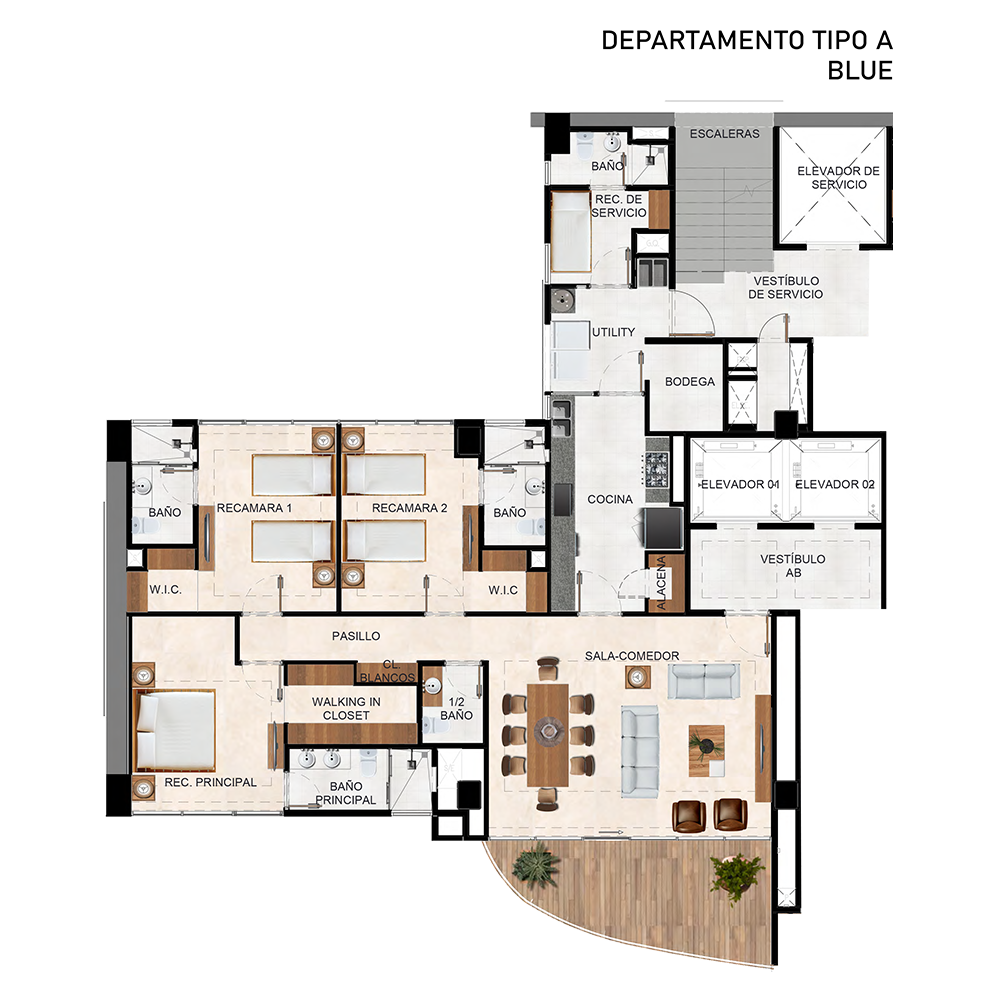 DEPARTAMENTO TIPO A
BLUE
ESCALERAS
BAÑO
ELEVADOR DE
SERVICIO
REC. DE
SERVICIO
VESTÍBULO
DE SERVICIO
UTILITY
BODEGA
ELEVADOR 01
ELEVADOR 02
COCINA
RECAMARA 1
RECAMARA 2
BAÑO
BAÑO
VESTÍBULO
AB
W.I.C.
W.I.C
ALACENA
PASILLO
SALA-COMEDOR
CL.
BLANCOS
WALKING IN
CLOSET
1/2
BAÑO
REC. PRINCIPAL
BAÑO
PRINCIPAL